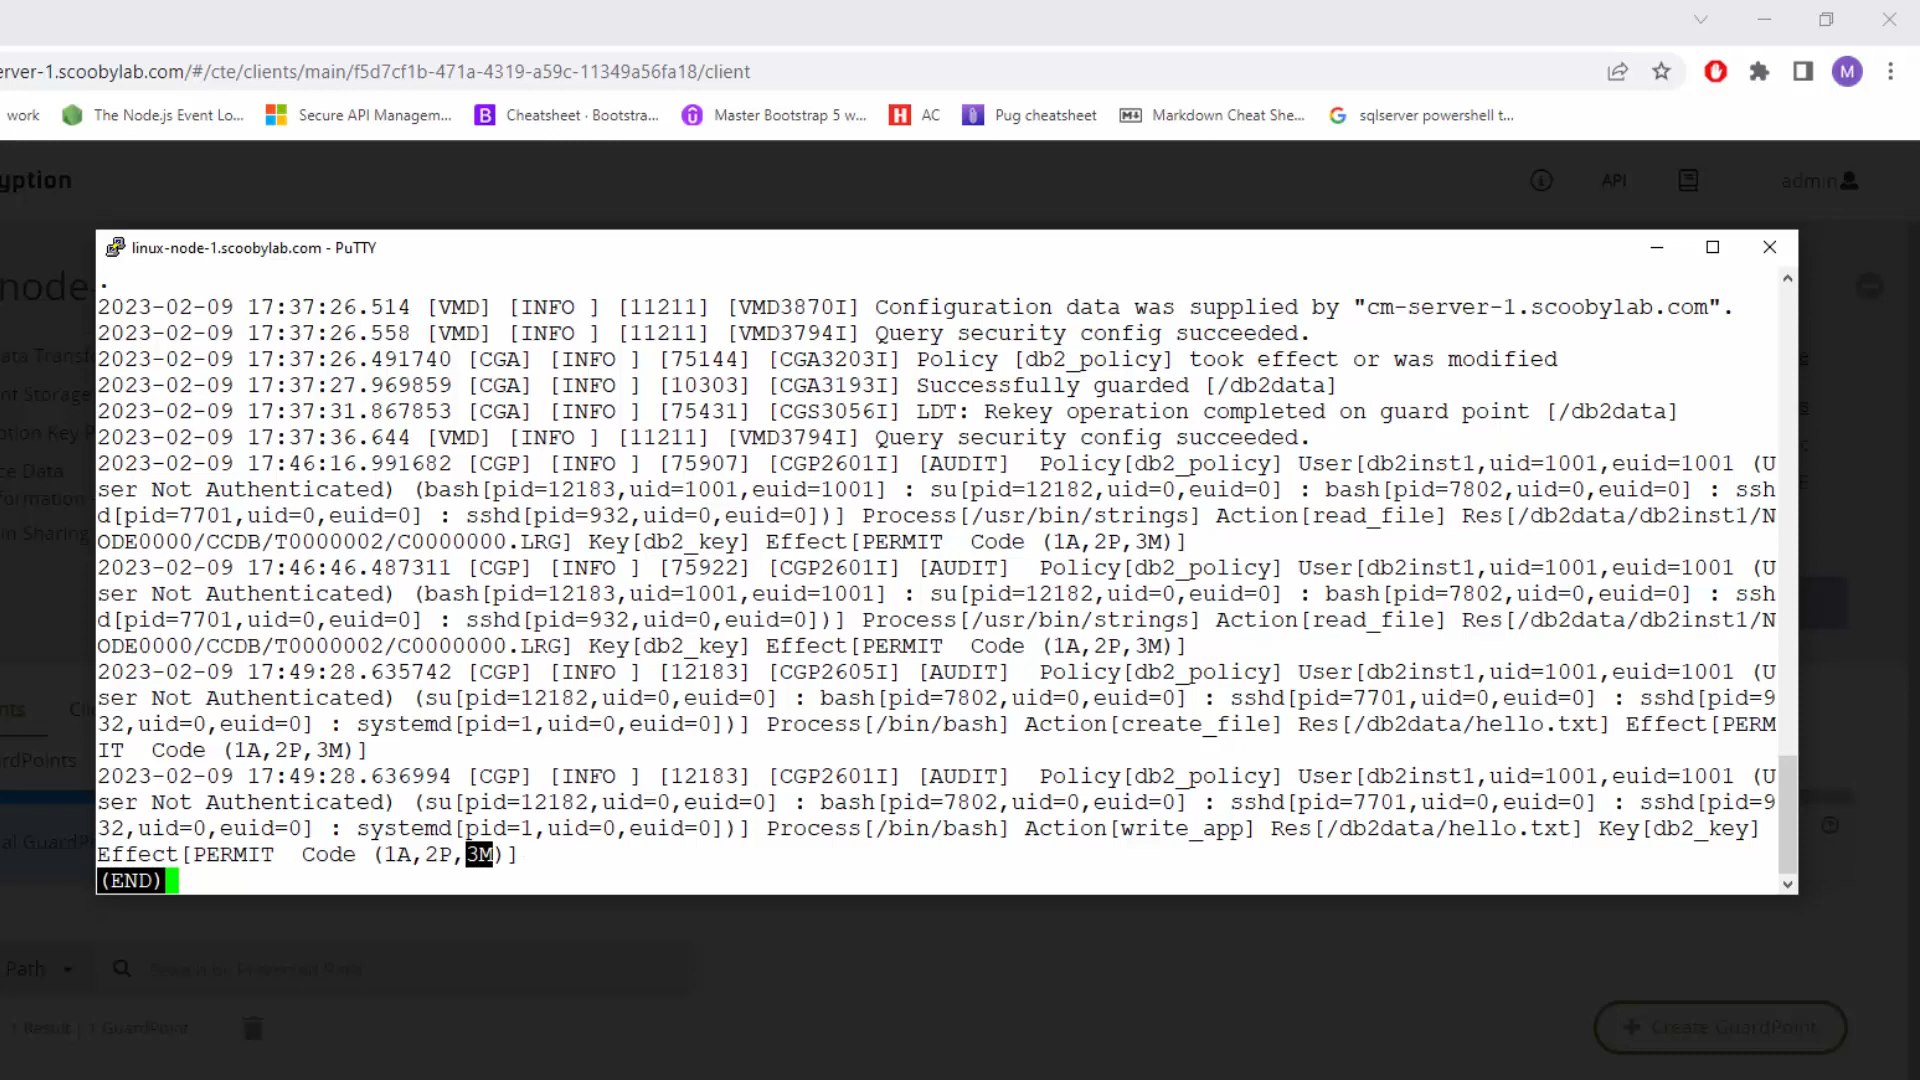 erver-1.scoobylab.com/#/cte/clients/main/f5d7cf1b-471a-4319-a59c-11349a56fa18/client
M
work
The Node.js Event Lo...
Secure API Managem...
B
Cheatsheet · Bootstra...
Master Bootstrap 5 w...
H
AC
Pug cheatsheet
Markdown Cheat She...
sqlserver powershell t...
yption
API
admin
linux-node-1.scoobylab.com - PuTTY
.
2023-02-09 17:37:26.514 [VMD] [INFO ] [11211] [VMD3870I] Configuration data was supplied by "cm-server-1.scoobylab.com".
2023-02-09 17:37:26.558 [VMD] [INFO ] [11211] [VMD3794I] Query security config succeeded.
2023-02-09 17:37:26.491740 [CGA] [INFO ] [75144] [CGA3203I] Policy [db2_policy] took effect or was modified
2023-02-09 17:37:27.969859 [CGA] [INFO ] [10303] [CGA3193I] Successfully guarded [/db2data]
2023-02-09 17:37:31.867853 [CGA] [INFO ] [75431] [CGS3056I] LDT: Rekey operation completed on guard point [/db2data]
2023-02-09 17:37:36.644 [VMD] [INFO ] [11211] [VMD3794I] Query security config succeeded.
2023-02-09 17:46:16.991682 [CGP] [INFO ] [75907] [CGP2601I] [AUDIT]  Policy[db2_policy] User[db2inst1,uid=1001,euid=1001 (U
ser Not Authenticated) (bash[pid=12183,uid=1001,euid=1001] : su[pid=12182,uid=0,euid=0] : bash[pid=7802,uid=0,euid=0] : ssh
d[pid=7701,uid=0,euid=0] : sshd[pid=932,uid=0,euid=0])] Process[/usr/bin/strings] Action[read_file] Res[/db2data/db2inst1/N
ODE0000/CCDB/T0000002/C0000000.LRG] Key[db2_key] Effect[PERMIT  Code (1A,2P,3M)]
2023-02-09 17:46:46.487311 [CGP] [INFO ] [75922] [CGP2601I] [AUDIT]  Policy[db2_policy] User[db2inst1,uid=1001,euid=1001 (U
ser Not Authenticated) (bash[pid=12183,uid=1001,euid=1001] : su[pid=12182,uid=0,euid=0] : bash[pid=7802,uid=0,euid=0] : ssh
d[pid=7701,uid=0,euid=0] : sshd[pid=932,uid=0,euid=0])] Process[/usr/bin/strings] Action[read_file] Res[/db2data/db2inst1/N
ODE0000/CCDB/T0000002/C0000000.LRG] Key[db2_key] Effect[PERMIT  Code (1A,2P,3M)]
2023-02-09 17:49:28.635742 [CGP] [INFO ] [12183] [CGP2605I] [AUDIT]  Policy[db2_policy] User[db2inst1,uid=1001,euid=1001 (U
ser Not Authenticated) (su[pid=12182,uid=0,euid=0] : bash[pid=7802,uid=0,euid=0] : sshd[pid=7701,uid=0,euid=0] : sshd[pid=9
32,uid=0,euid=0] : systemd[pid=1,uid=0,euid=0])] Process[/bin/bash] Action[create_file] Res[/db2data/hello.txt] Effect[PERM
IT  Code (1A,2P,3M)]
2023-02-09 17:49:28.636994 [CGP] [INFO ] [12183] [CGP2601I] [AUDIT]  Policy[db2_policy] User[db2inst1,uid=1001,euid=1001 (U
ser Not Authenticated) (su[pid=12182,uid=0,euid=0] : bash[pid=7802,uid=0,euid=0] : sshd[pid=7701,uid=0,euid=0] : sshd[pid=9
32,uid=0,euid=0] : systemd[pid=1,uid=0,euid=0])] Process[/bin/bash] Action[write_app] Res[/db2data/hello.txt] Key[db2_key]
Effect[PERMIT  Code (1A,2P,3M)]
(END)
node-
ata Transf
nt Storage
ption Key P
ce Data
formation
in Sharing
nts
Cli
rdPoints
al GuardP
Path
1 Result | 1 GuardPoint
Create GuardPoint